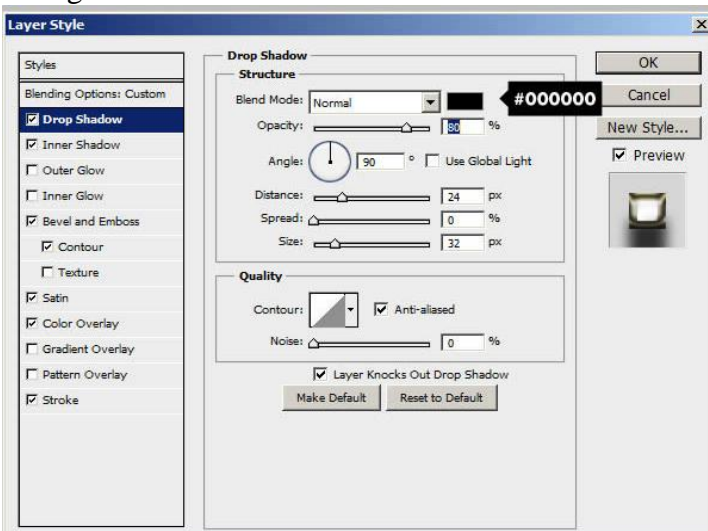 Layer Style
Styles
Blending Options: Custom
Drop Shadow
Inner Shadow
Outer Glow
Inner Glow
Bevel and Emboss
Contour
Texture
Satin
Color Overlay
Gradient Overlay
Pattern Overlay
Stroke
Drop Shadow
Structure
Blend Mode: Normal #000000
Opacity: 80 %
Angle: 90 ° Use Global Light
Distance: 24 px
Spread: 0 %
Size: 32 px
Quality
Contour: Anti-aliased
Noise: 0 %
Layer Knocks Out Drop Shadow
Make Default Reset to Default
OK
Cancel
New Style...
Preview